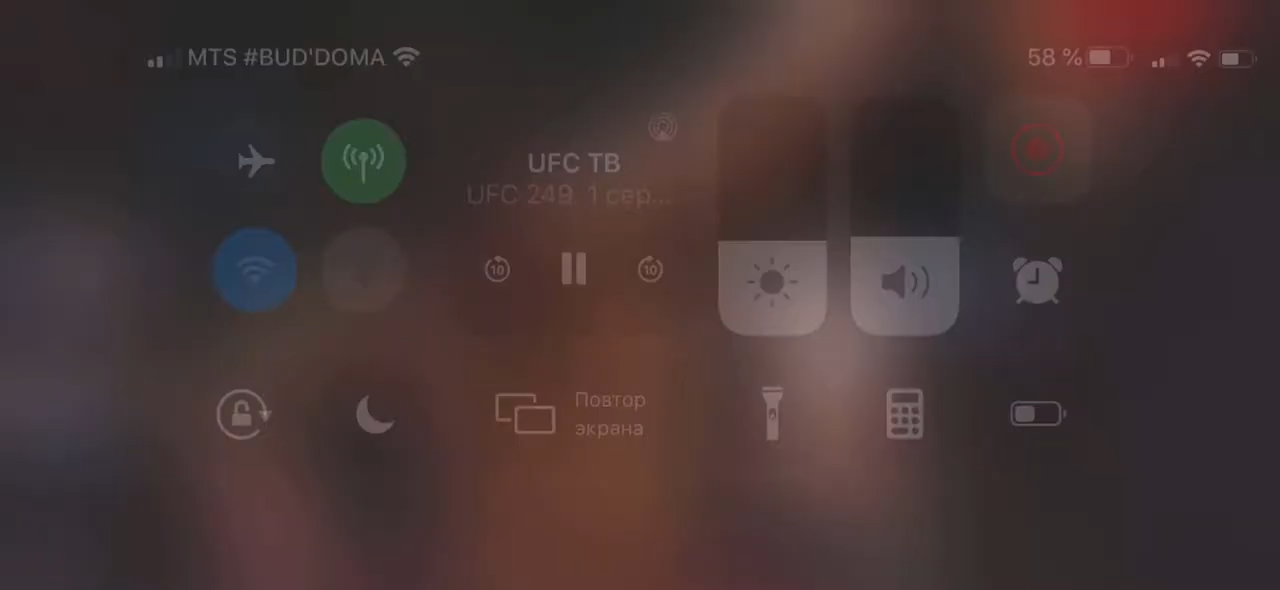 MTS #BUD'DOMA
58 %
UFC ТВ
UFC 249. 1 сер...
10
10
Повтор
экрана